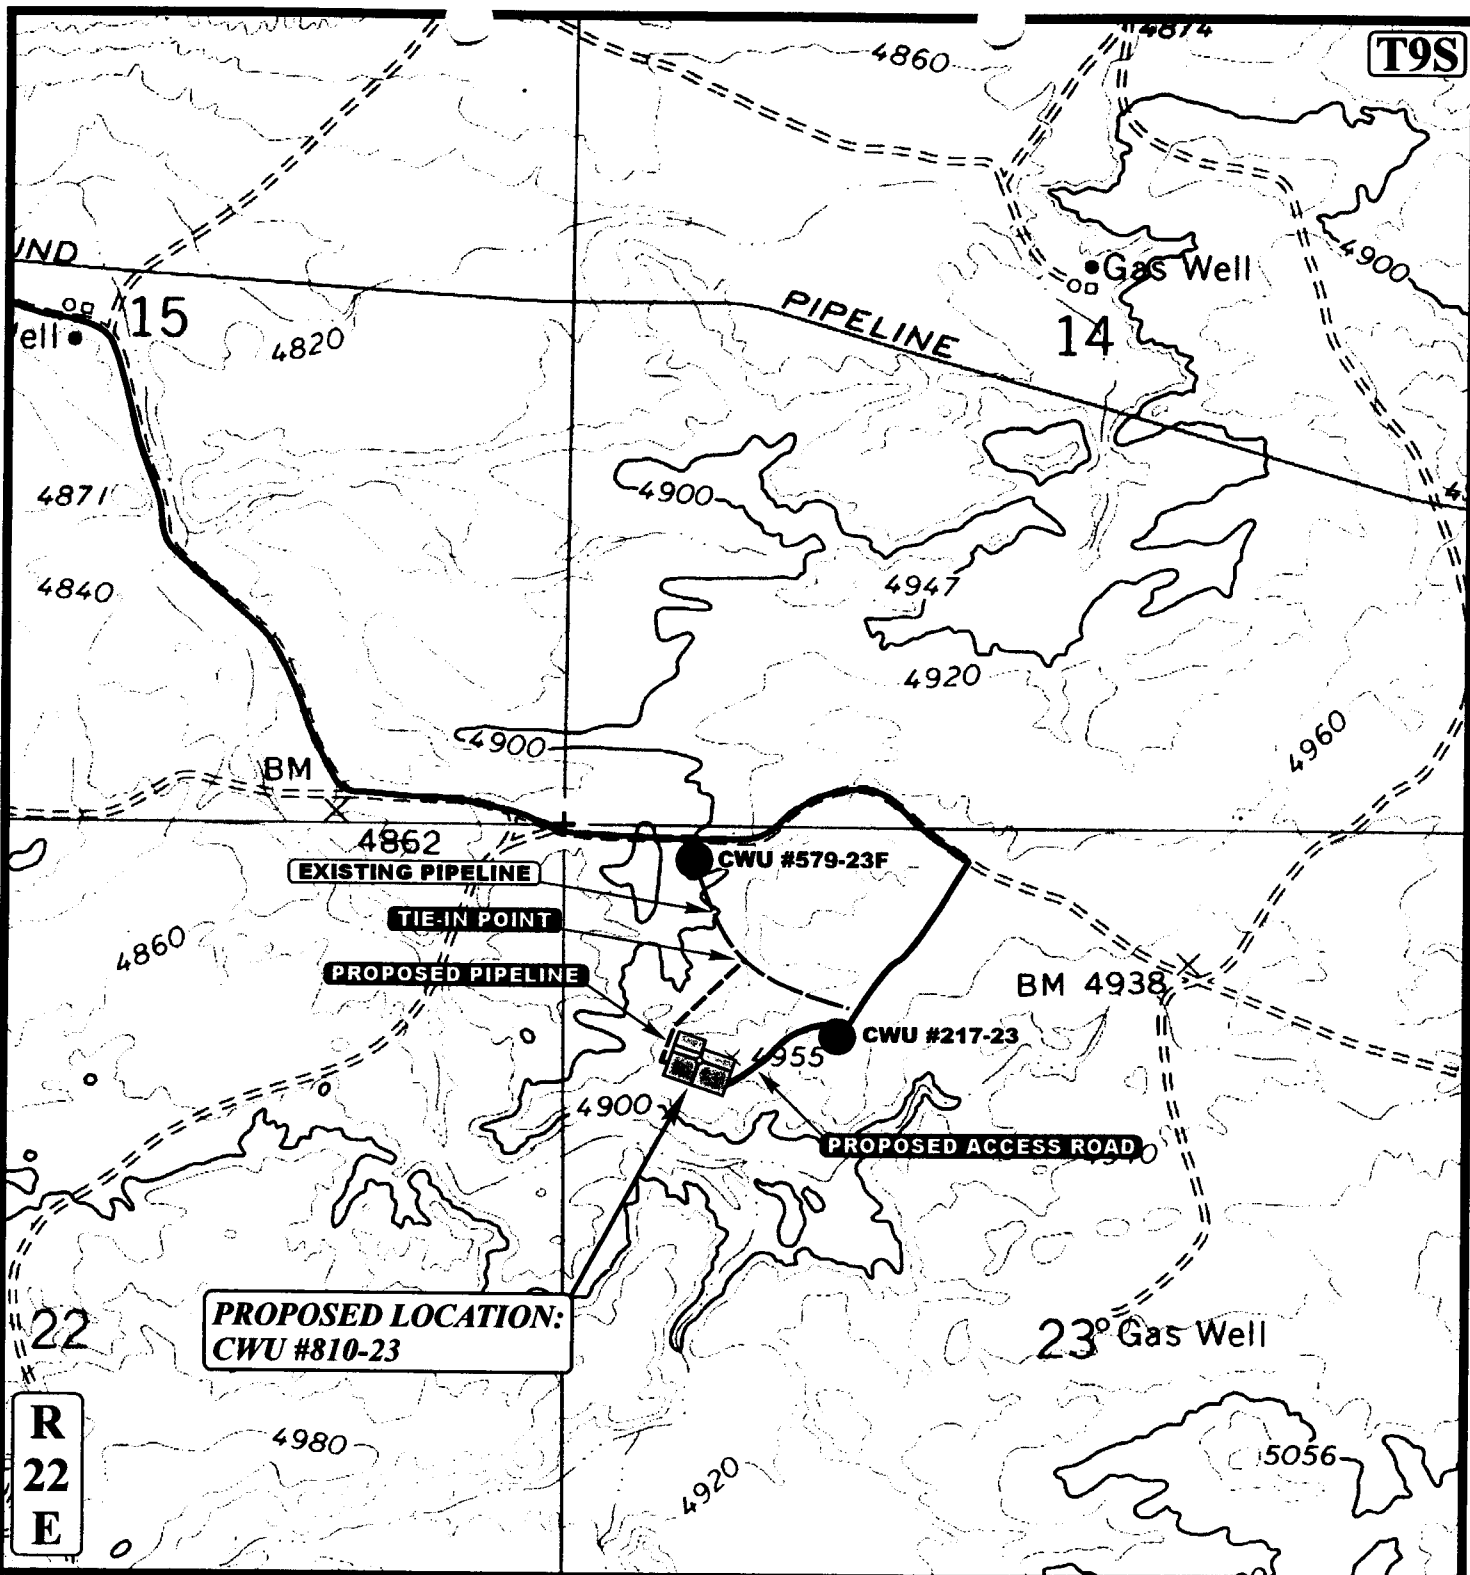 4874
4860
T9S
UND
4900
Gas Well
15
PIPELINE
14
ell
4820
4871
4900
4840
4947
4920
4900
4960
BM
4862
CWU #579-23F
EXISTING PIPELINE
TIE-IN POINT
4860
PROPOSED PIPELINE
BM 4938
CWU #217-23
4955
4900
PROPOSED ACCESS ROAD
PROPOSED LOCATION:
CWU #810-23
22
23
Gas Well
R
22
E
4980
5056
4920